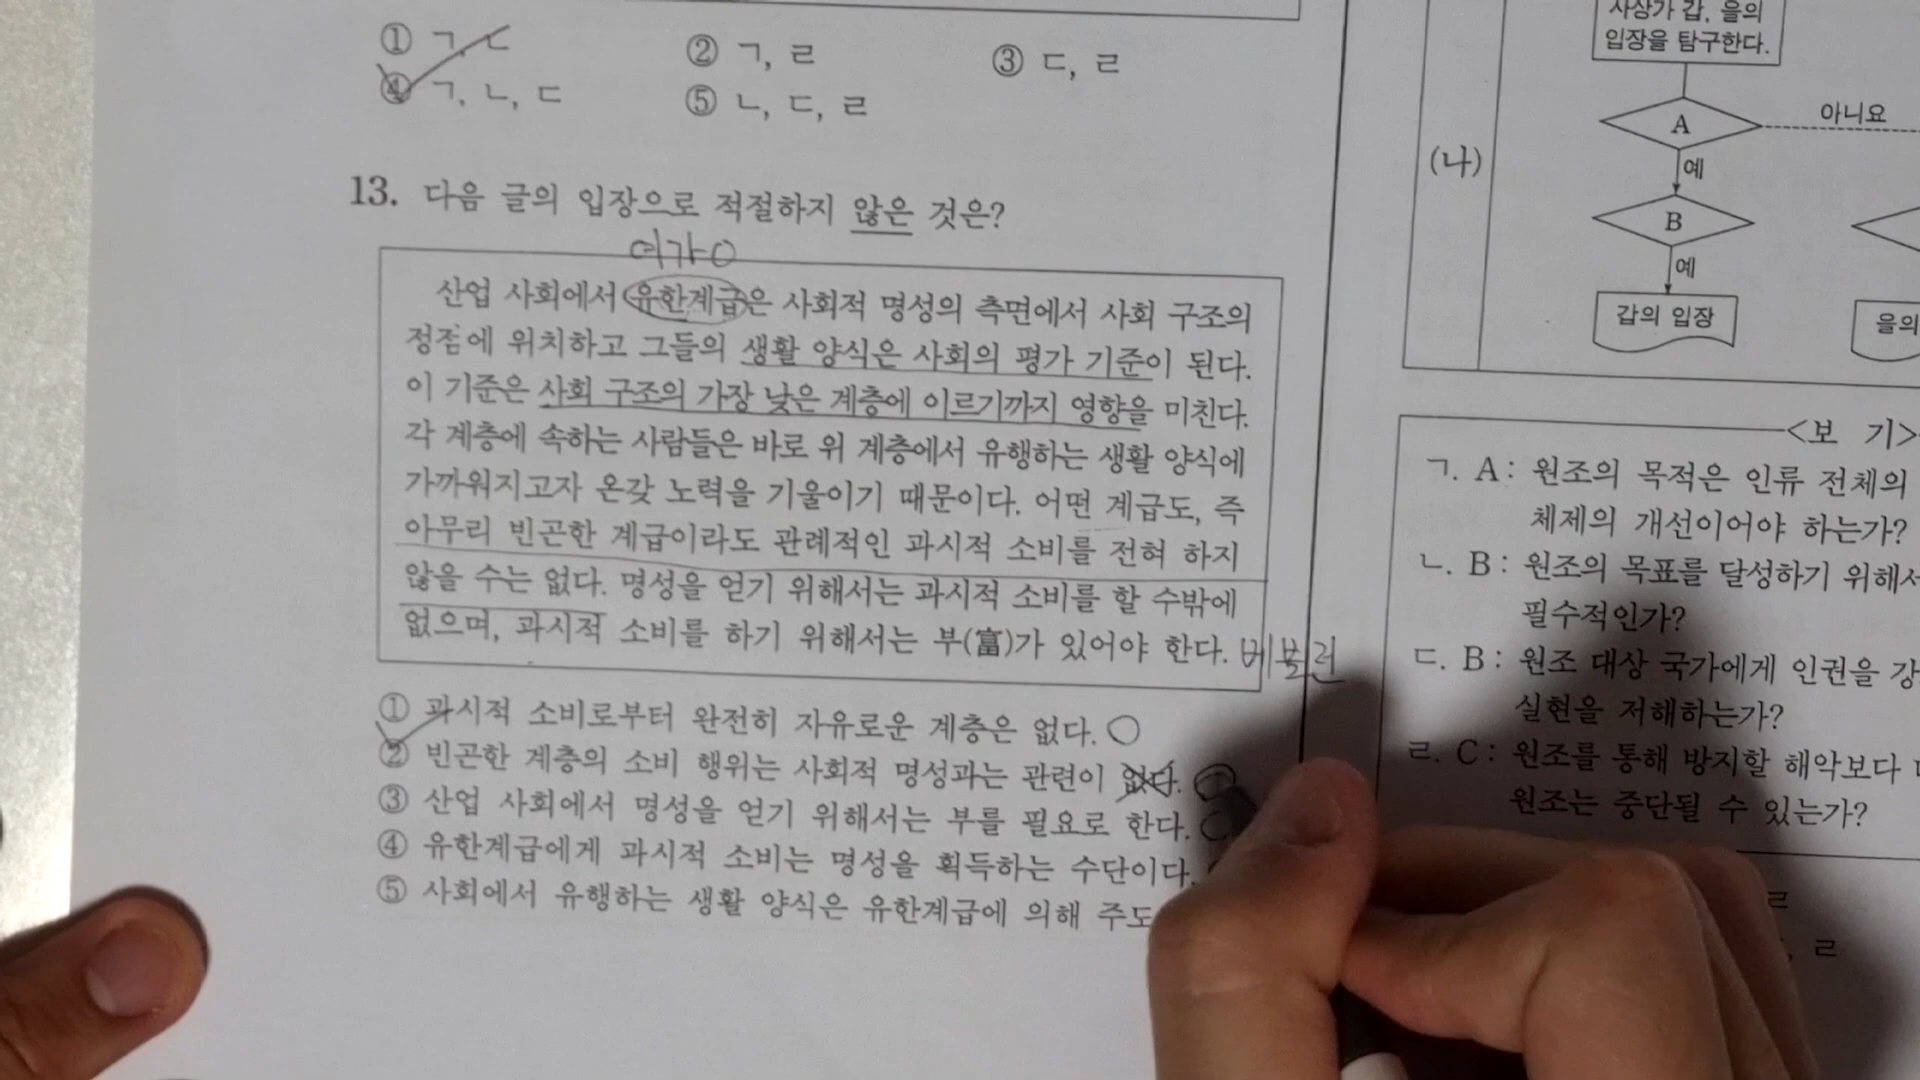 ① ㄱ, ㄴ
② ㄱ, ㄹ
③ ㄷ, ㄹ
④ ㄱ, ㄴ, ㄷ
⑤ ㄴ, ㄷ, ㄹ
13. 다음 글의 입장으로 적절하지 않은 것은?
여가○
산업 사회에서 유한계급은 사회적 명성의 측면에서 사회 구조의
정점에 위치하고 그들의 생활 양식은 사회의 평가 기준이 된다.
이 기준은 사회 구조의 가장 낮은 계층에 이르기까지 영향을 미친다.
각 계층에 속하는 사람들은 바로 위 계층에서 유행하는 생활 양식에
가까워지고자 온갖 노력을 기울이기 때문이다. 어떤 계급도, 즉
아무리 빈곤한 계급이라도 관례적인 과시적 소비를 전혀 하지
않을 수는 없다. 명성을 얻기 위해서는 과시적 소비를 할 수밖에
없으며, 과시적 소비를 하기 위해서는 부(富)가 있어야 한다. 베블런
① 과시적 소비로부터 완전히 자유로운 계층은 없다. ○
② 빈곤한 계층의 소비 행위는 사회적 명성과는 관련이 없다.
③ 산업 사회에서 명성을 얻기 위해서는 부를 필요로 한다.
④ 유한계급에게 과시적 소비는 명성을 획득하는 수단이다.
⑤ 사회에서 유행하는 생활 양식은 유한계급에 의해 주도
사상가 갑, 을의
입장을 탐구한다.
(나)
A
아니요
예
B
예
갑의 입장
을의
<보 기>
ㄱ. A: 원조의 목적은 인류 전체의
체제의 개선이어야 하는가?
ㄴ. B: 원조의 목표를 달성하기 위해서
필수적인가?
ㄷ. B: 원조 대상 국가에게 인권을 강
실현을 저해하는가?
ㄹ. C: 원조를 통해 방지할 해악보다
원조는 중단될 수 있는가?
ㄹ
, ㄹ